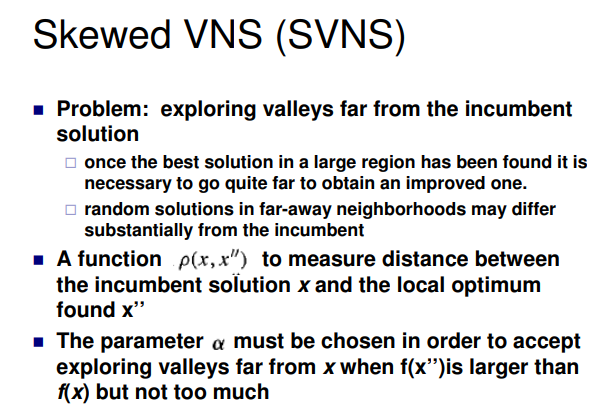 Skewed VNS (SVNS)
Problem: exploring valleys far from the incumbent
solution
once the best solution in a large region has been found it is
necessary to go quite far to obtain an improved one.
random solutions in far-away neighborhoods may differ
substantially from the incumbent
A function ρ(x,x″) to measure distance between
the incumbent solution x and the local optimum
found x’’
The parameter α must be chosen in order to accept
exploring valleys far from x when f(x’’)is larger than
f(x) but not too much